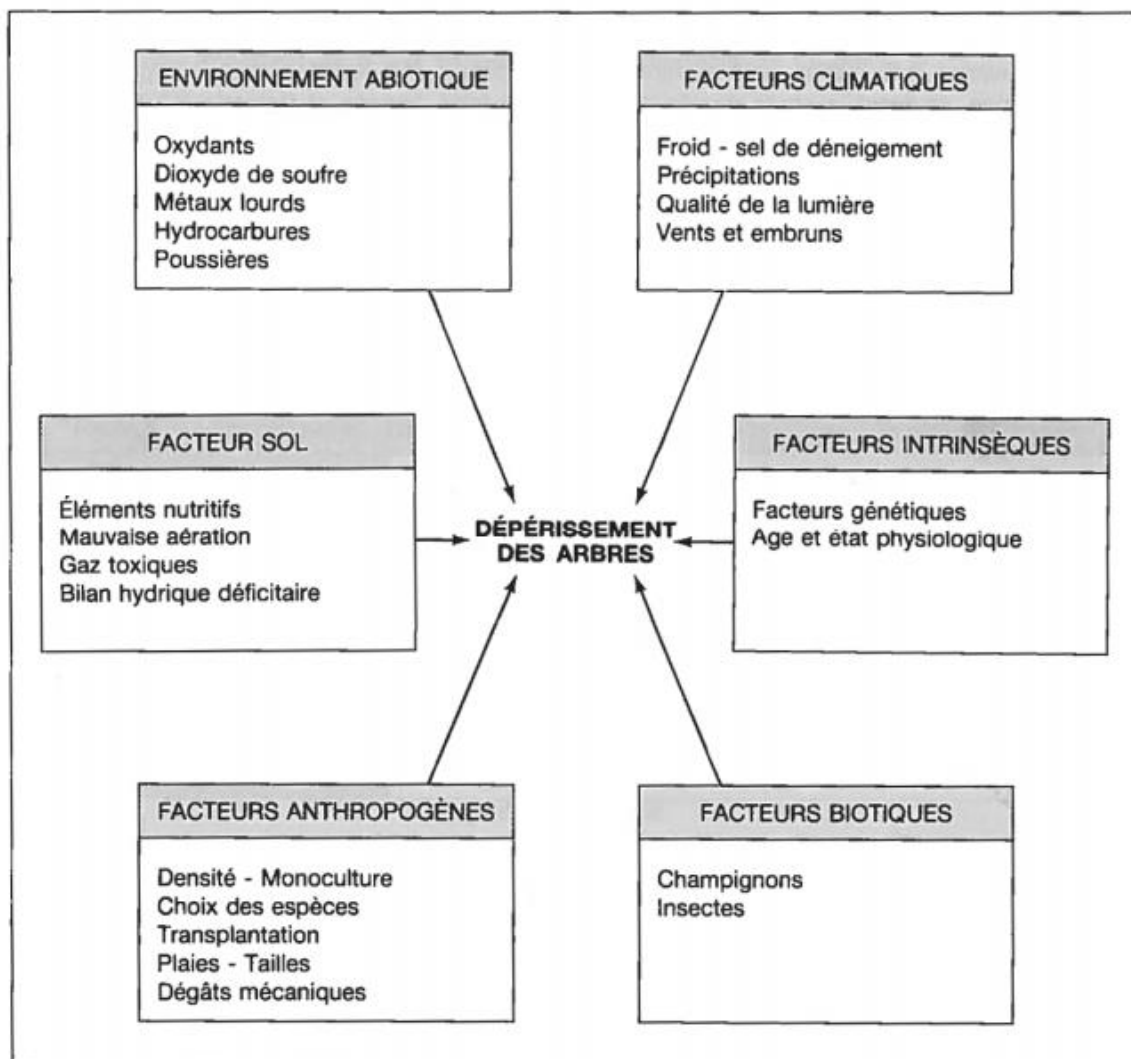 ENVIRONNEMENT ABIOTIQUE
Oxydants
Dioxyde de soufre
Métaux lourds
Hydrocarbures
Poussières
FACTEURS CLIMATIQUES
Froid - sel de déneigement
Précipitations
Qualité de la lumière
Vents et embruns
FACTEUR SOL
Éléments nutritifs
Mauvaise aération
Gaz toxiques
Bilan hydrique déficitaire
DÉPÉRISSEMENT
DES ARBRES
FACTEURS INTRINSÈQUES
Facteurs génétiques
Age et état physiologique
FACTEURS ANTHROPOGÈNES
Densité - Monoculture
Choix des espèces
Transplantation
Plaies - Tailles
Dégâts mécaniques
FACTEURS BIOTIQUES
Champignons
Insectes